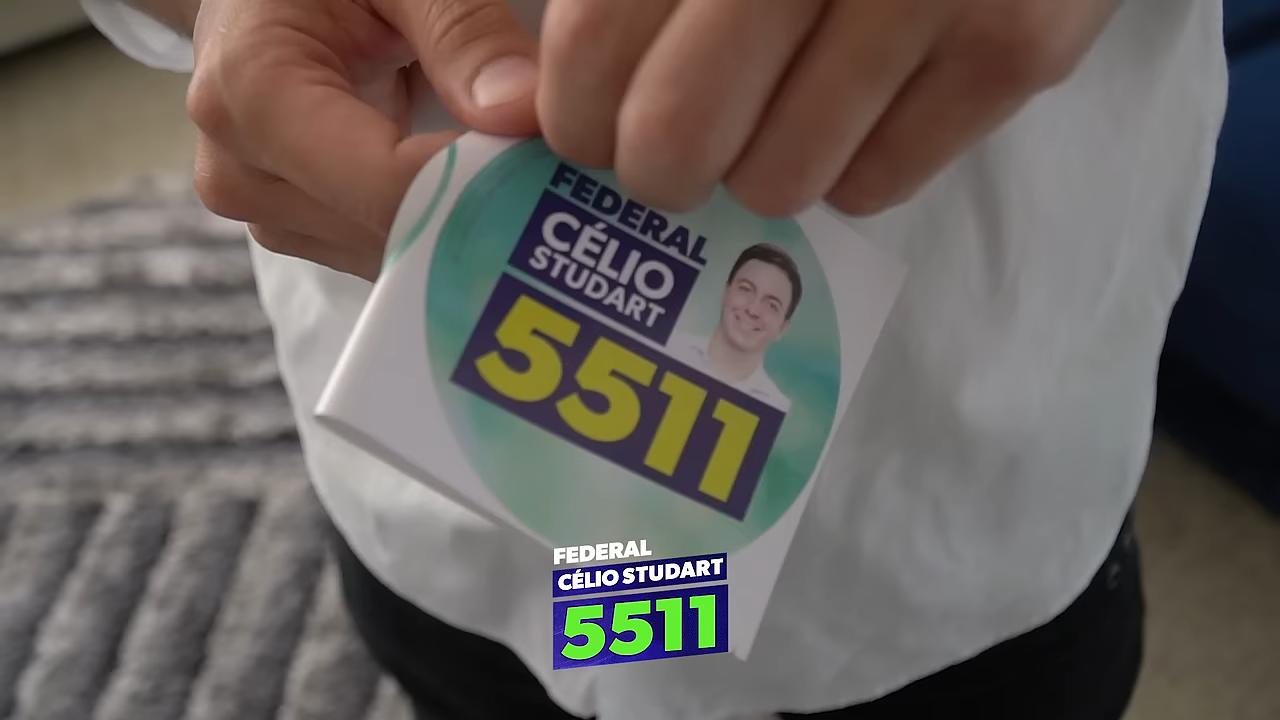 FEDERAL
CÉLIO
STUDART
5511
FEDERAL
CÉLIO STUDART
5511